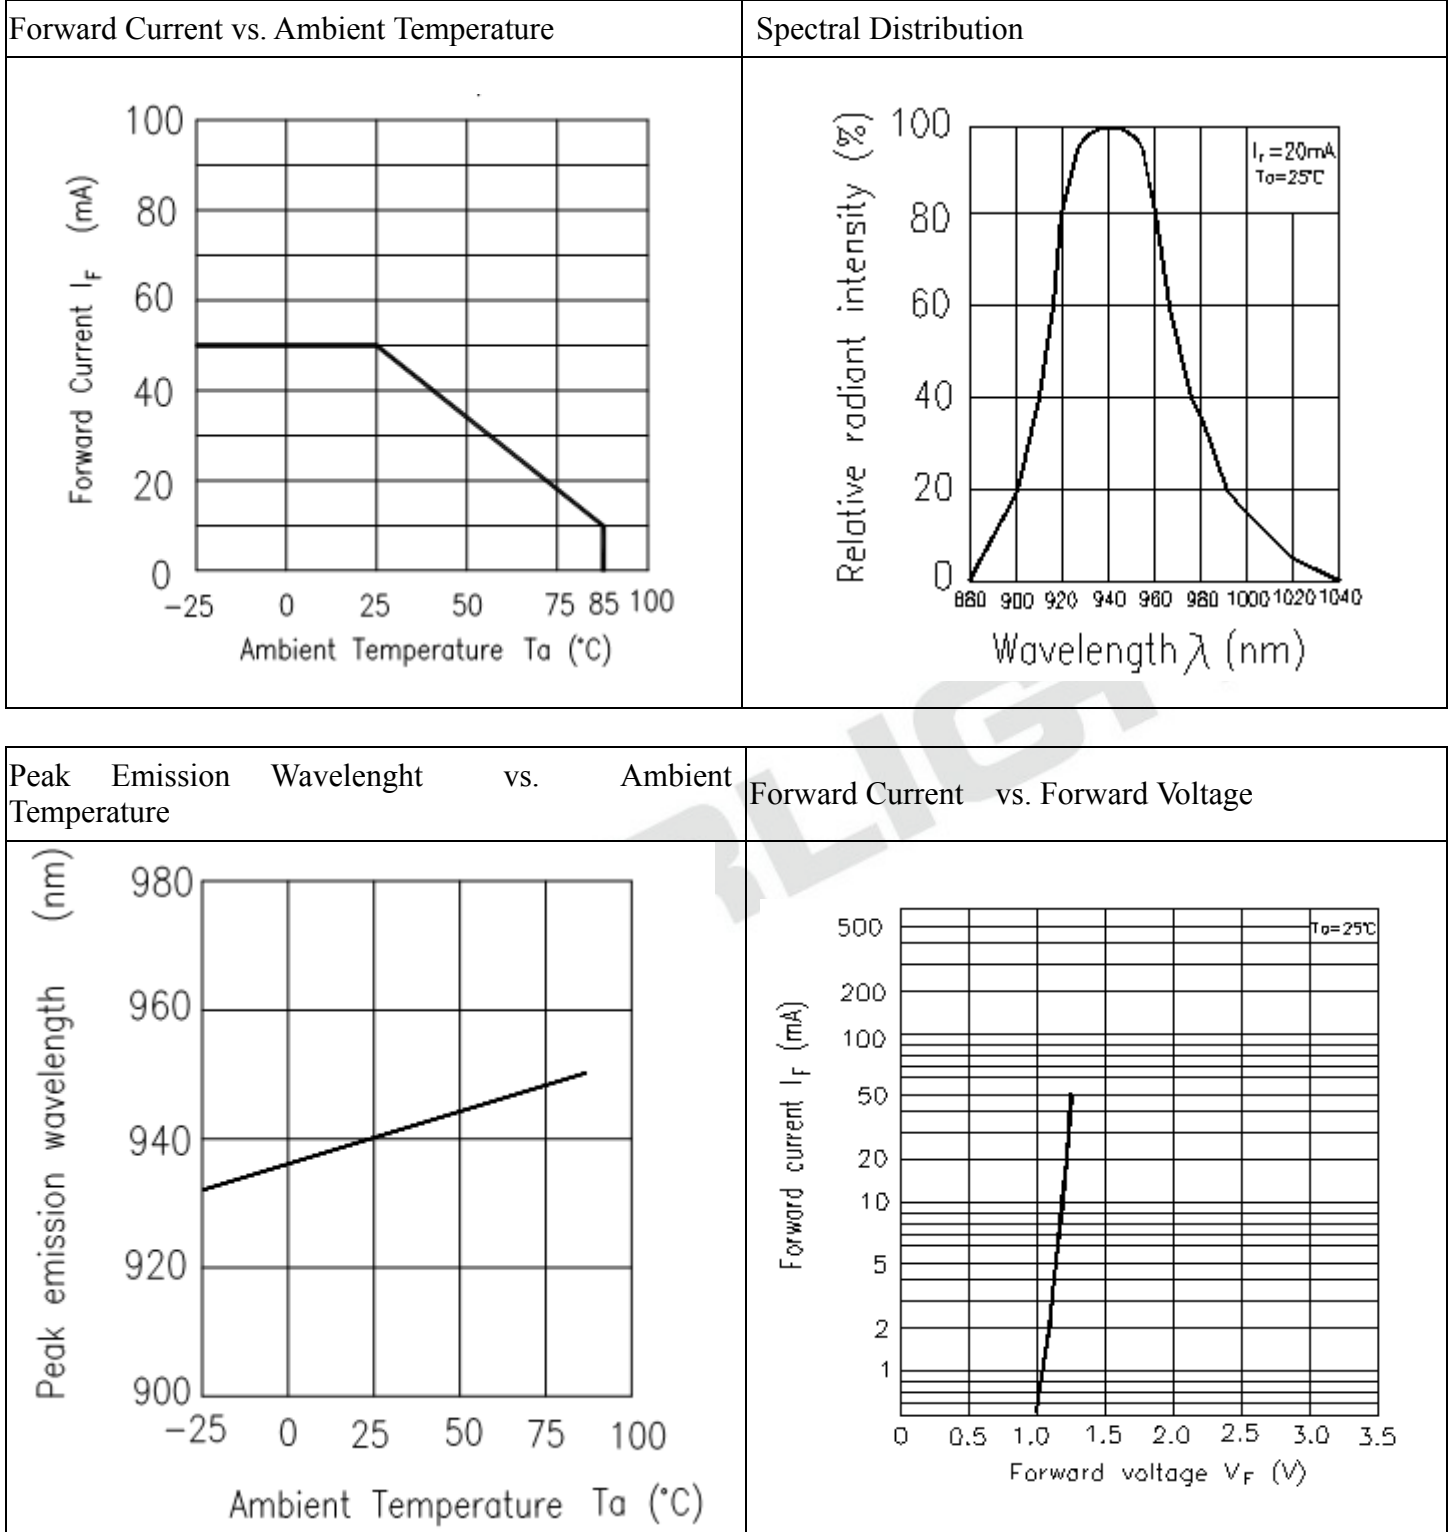 Forward Current vs. Ambient Temperature
Spectral Distribution
Forward Current IF (mA)
100
80
60
40
20
0
-25 0 25 50 75 85 100
Ambient Temperature Ta (°C)
Relative radiant intensity (%)
100
80
60
40
20
0
Ir=20mA
Ta=25°C
880 900 920 940 960 980 1000 1020 1040
Wavelength λ (nm)
Peak Emission Wavelenght vs. Ambient
Temperature
Forward Current vs. Forward Voltage
Peak emission wavelength (nm)
980
960
940
920
900
-25 0 25 50 75 100
Ambient Temperature Ta (°C)
Forward current IF (mA)
500
200
100
50
20
10
5
2
1
Ta=25°C
0 0.5 1.0 1.5 2.0 2.5 3.0 3.5
Forward voltage VF (V)